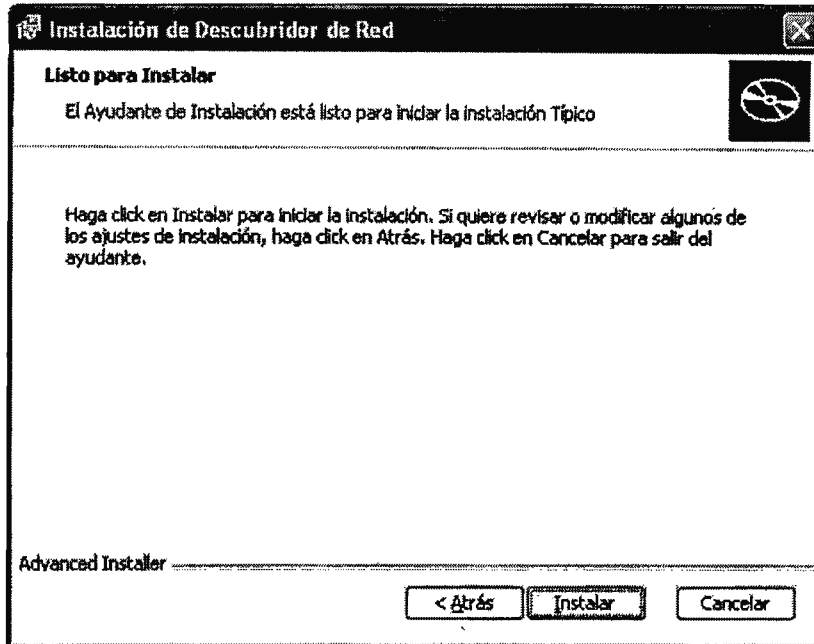 Instalación de Descubridor de Red
Listo para Instalar
El Ayudante de Instalación está listo para iniciar la instalación Típico
Haga click en Instalar para iniciar la instalación. Si quiere revisar o modificar algunos de
los ajustes de instalación, haga click en Atrás. Haga click en Cancelar para salir del
ayudante.
Advanced Installer
< Atrás Instalar Cancelar